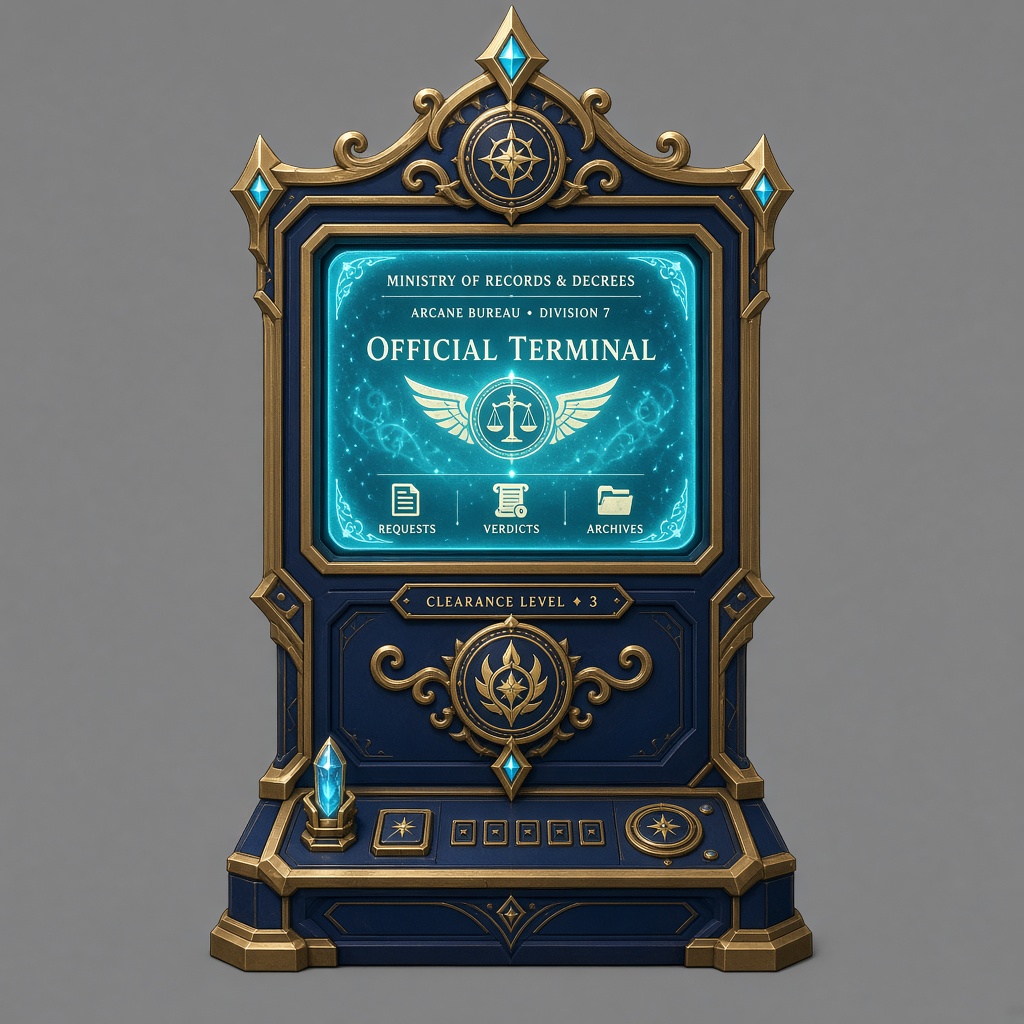 MINISTRY OF RECORDS & DECREES
ARCANE BUREAU • DIVISION 7
OFFICIAL TERMINAL
REQUESTS
VERDICTS
ARCHIVES
CLEARANCE LEVEL ✦ 3